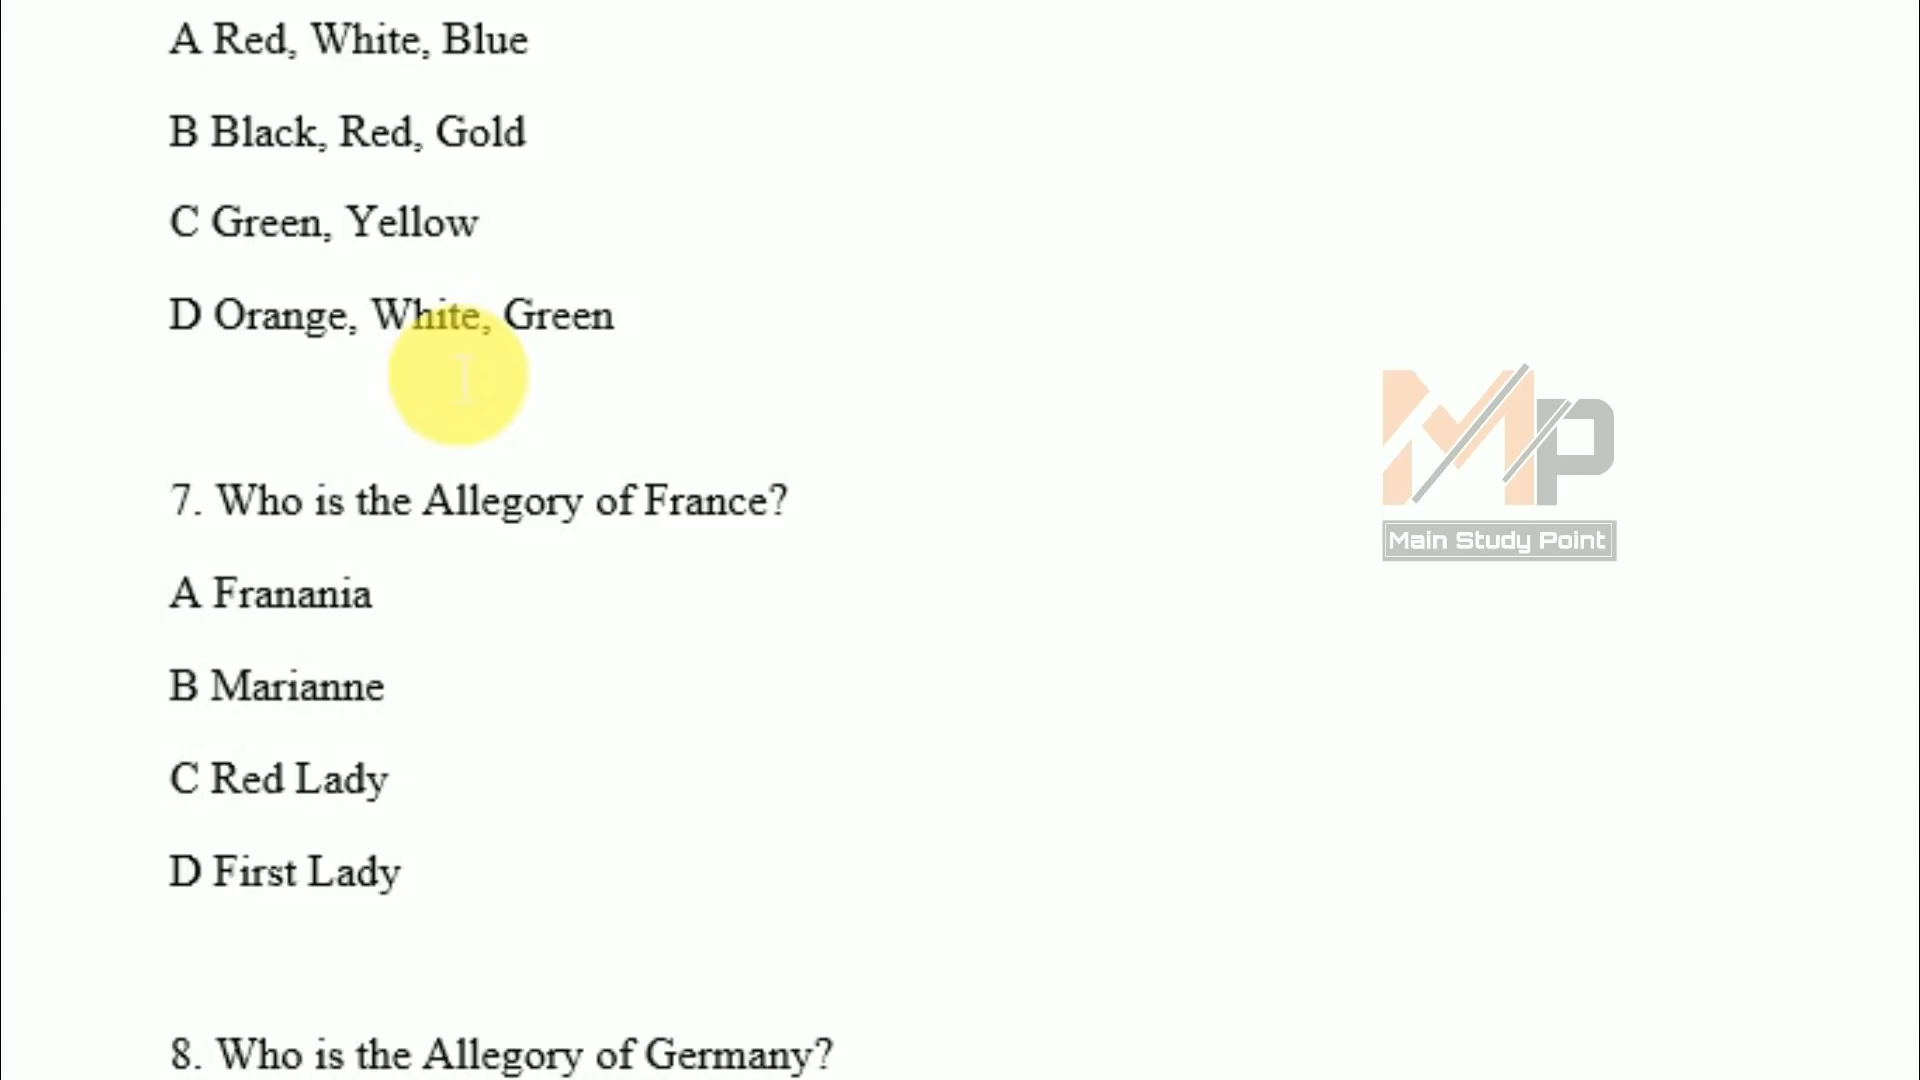 A Red, White, Blue
B Black, Red, Gold
C Green, Yellow
D Orange, White, Green
7. Who is the Allegory of France?
A Franania
B Marianne
C Red Lady
D First Lady
8. Who is the Allegory of Germany?
MP
Main Study Point